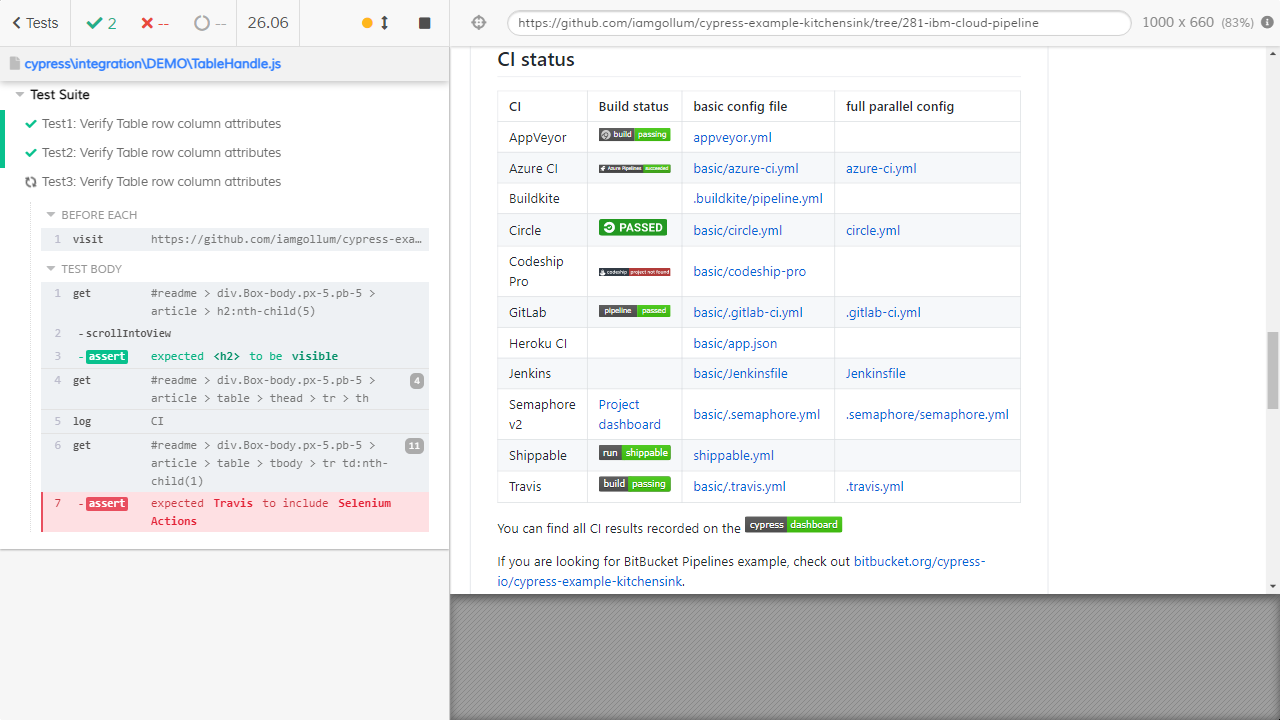 Tests
2
--
--
26.06
https://github.com/iamgollum/cypress-example-kitchensink/tree/281-ibm-cloud-pipeline
1000 x 660 (83%)
cypress\integration\DEMO\TableHandle.js
Test Suite
Test1: Verify Table row column attributes
Test2: Verify Table row column attributes
Test3: Verify Table row column attributes
BEFORE EACH
1 visit https://github.com/iamgollum/cypress-exa…
TEST BODY
1 get #readme > div.Box-body.px-5.pb-5 >
article > h2:nth-child(5)
2 -scrollIntoView
3 -assert expected <h2> to be visible
4 get #readme > div.Box-body.px-5.pb-5 > 4
article > table > thead > tr > th
5 log CI
6 get #readme > div.Box-body.px-5.pb-5 > 11
article > table > tbody > tr td:nth-
child(1)
7 -assert expected Travis to include Selenium
Actions
CI status
CI Build status basic config file full parallel config
AppVeyor build passing appveyor.yml
Azure CI Azure Pipelines succeeded basic/azure-ci.yml azure-ci.yml
Buildkite .buildkite/pipeline.yml
Circle PASSED basic/circle.yml circle.yml
Codeship
Pro codeship project not found basic/codeship-pro
GitLab pipeline passed basic/.gitlab-ci.yml .gitlab-ci.yml
Heroku CI basic/app.json
Jenkins basic/Jenkinsfile Jenkinsfile
Semaphore Project
v2 dashboard basic/.semaphore.yml .semaphore/semaphore.yml
Shippable run shippable shippable.yml
Travis build passing basic/.travis.yml .travis.yml
You can find all CI results recorded on the cypress dashboard
If you are looking for BitBucket Pipelines example, check out bitbucket.org/cypress-
io/cypress-example-kitchensink.